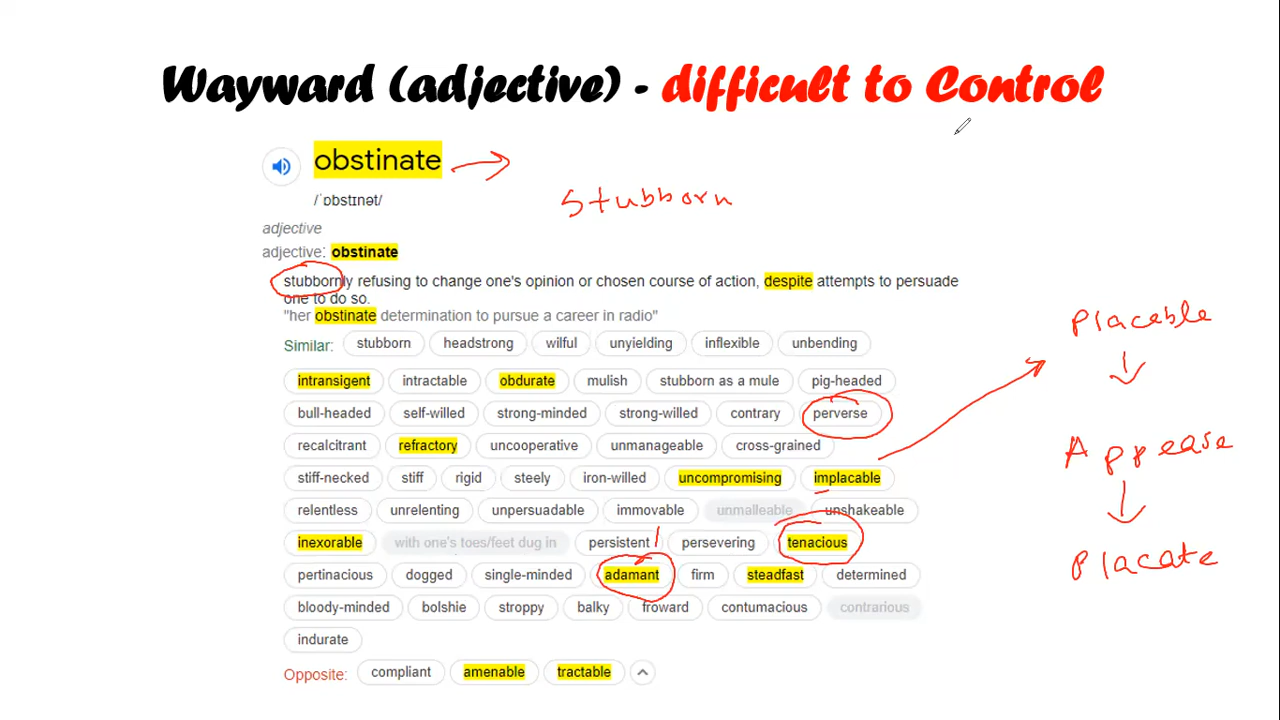 Wayward (adjective) - difficult to Control
obstinate
Stubborn
/ˈɒbstɪnət/
adjective
adjective: obstinate
stubbornly refusing to change one's opinion or chosen course of action, despite attempts to persuade
one to do so.
"her obstinate determination to pursue a career in radio"
Placable
Similar: stubborn headstrong wilful unyielding inflexible unbending
intransigent intractable obdurate mulish stubborn as a mule pig-headed
bull-headed self-willed strong-minded strong-willed contrary perverse
recalcitrant refractory uncooperative unmanageable cross-grained
Appease
stiff-necked stiff rigid steely iron-willed uncompromising implacable
relentless unrelenting unpersuadable immovable unmalleable unshakeable
inexorable with one's toes/feet dug in persistent persevering tenacious
Placate
pertinacious dogged single-minded adamant firm steadfast determined
bloody-minded bolshie stroppy balky froward contumacious contrarious
indurate
Opposite: compliant amenable tractable